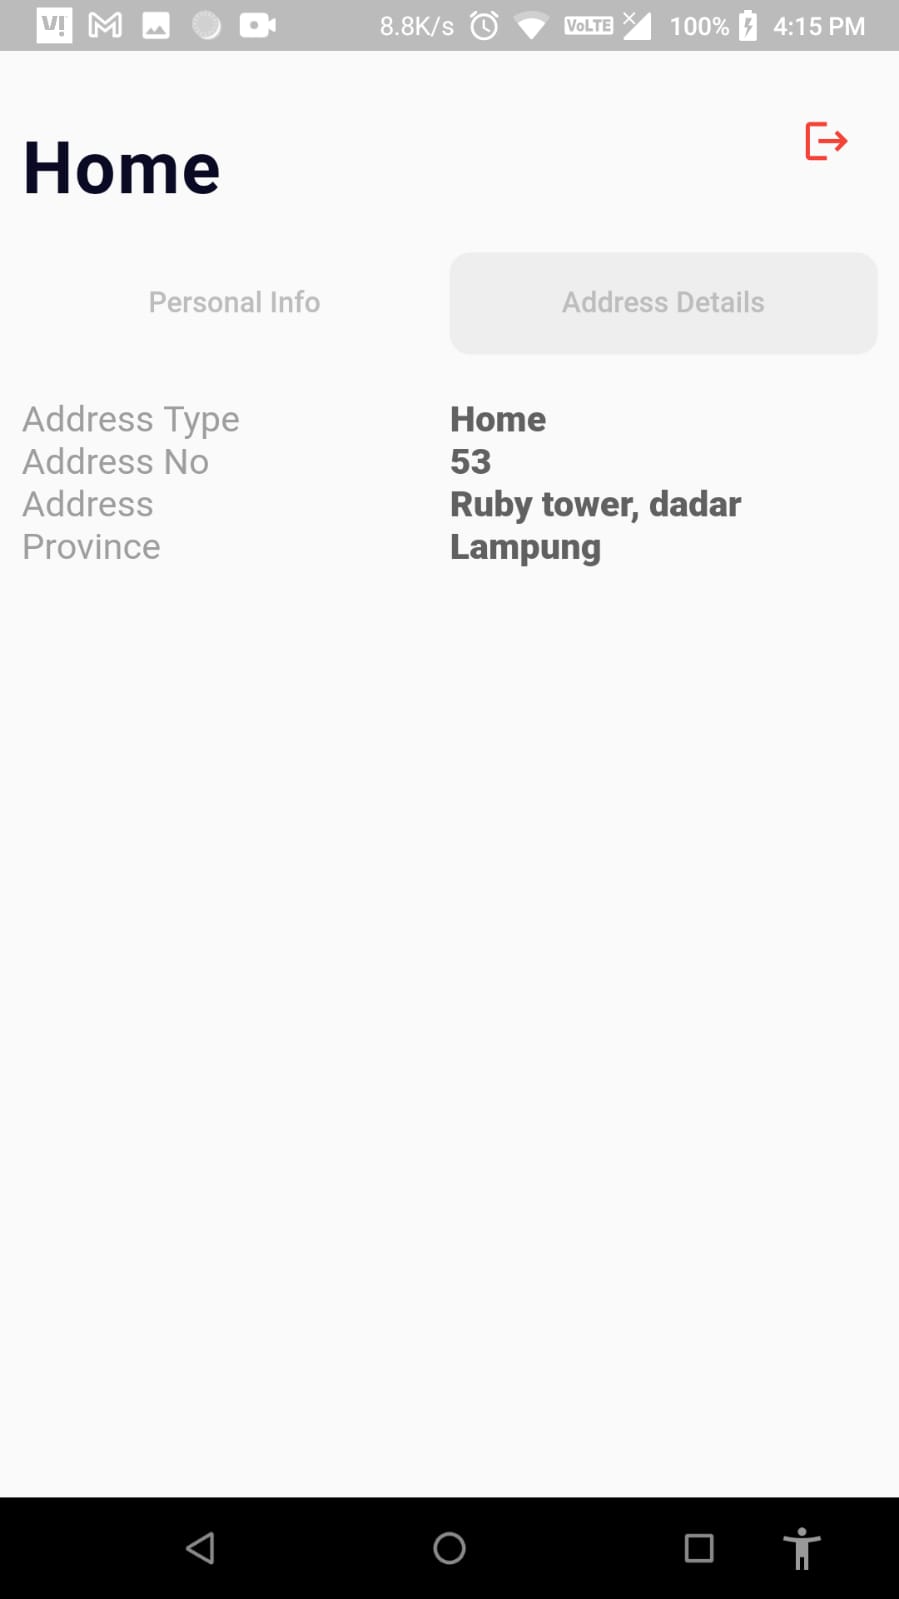 8.8K/s VoLTE 100% 4:15 PM
Home
Personal Info Address Details
Address Type Home
Address No 53
Address Ruby tower, dadar
Province Lampung